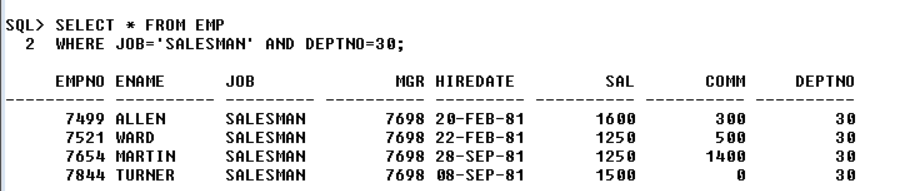 SQL> SELECT * FROM EMP
  2  WHERE JOB='SALESMAN' AND DEPTNO=30;
     EMPNO ENAME      JOB              MGR HIREDATE         SAL       COMM     DEPTNO
---------- ---------- --------- ---------- --------- ---------- ---------- ----------
      7499 ALLEN      SALESMAN        7698 20-FEB-81       1600        300         30
      7521 WARD       SALESMAN        7698 22-FEB-81       1250        500         30
      7654 MARTIN     SALESMAN        7698 28-SEP-81       1250       1400         30
      7844 TURNER     SALESMAN        7698 08-SEP-81       1500          0         30